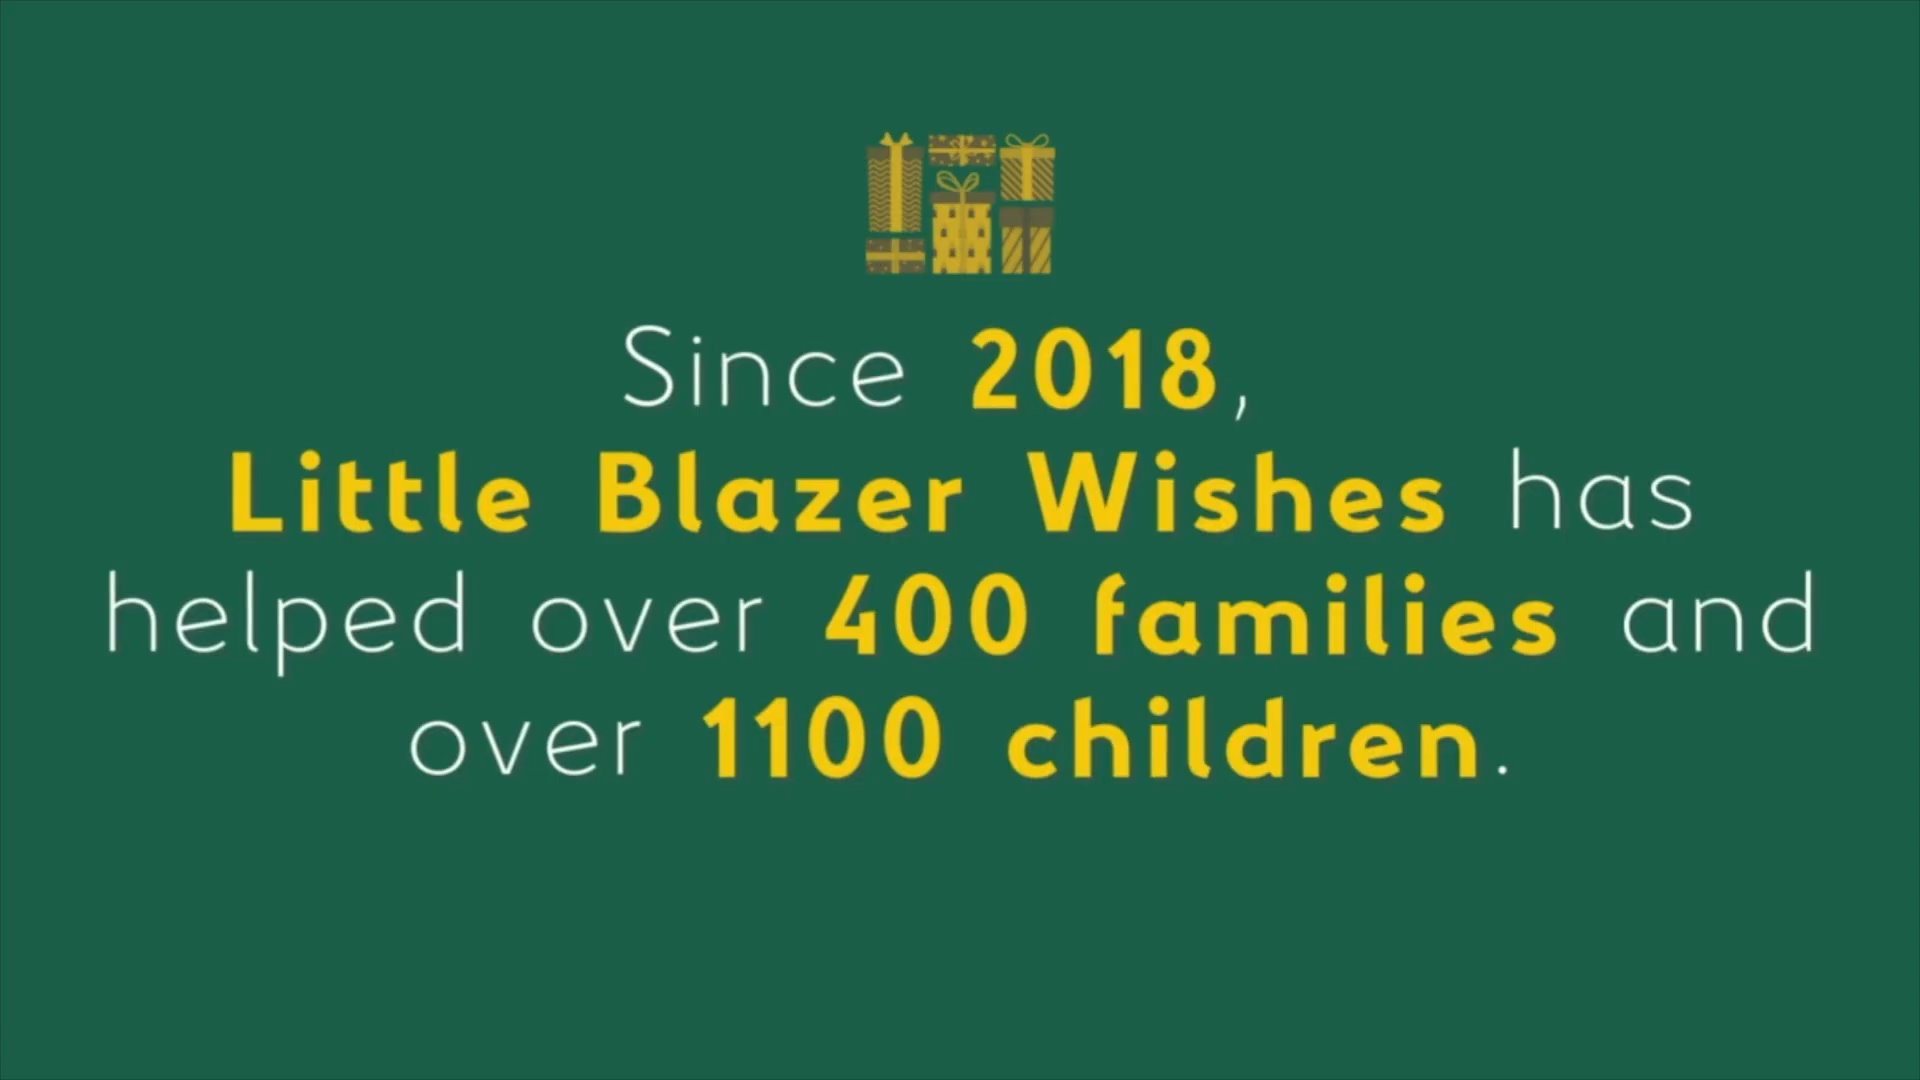 Since 2018,
Little Blazer Wishes has
helped over 400 families and
over 1100 children.